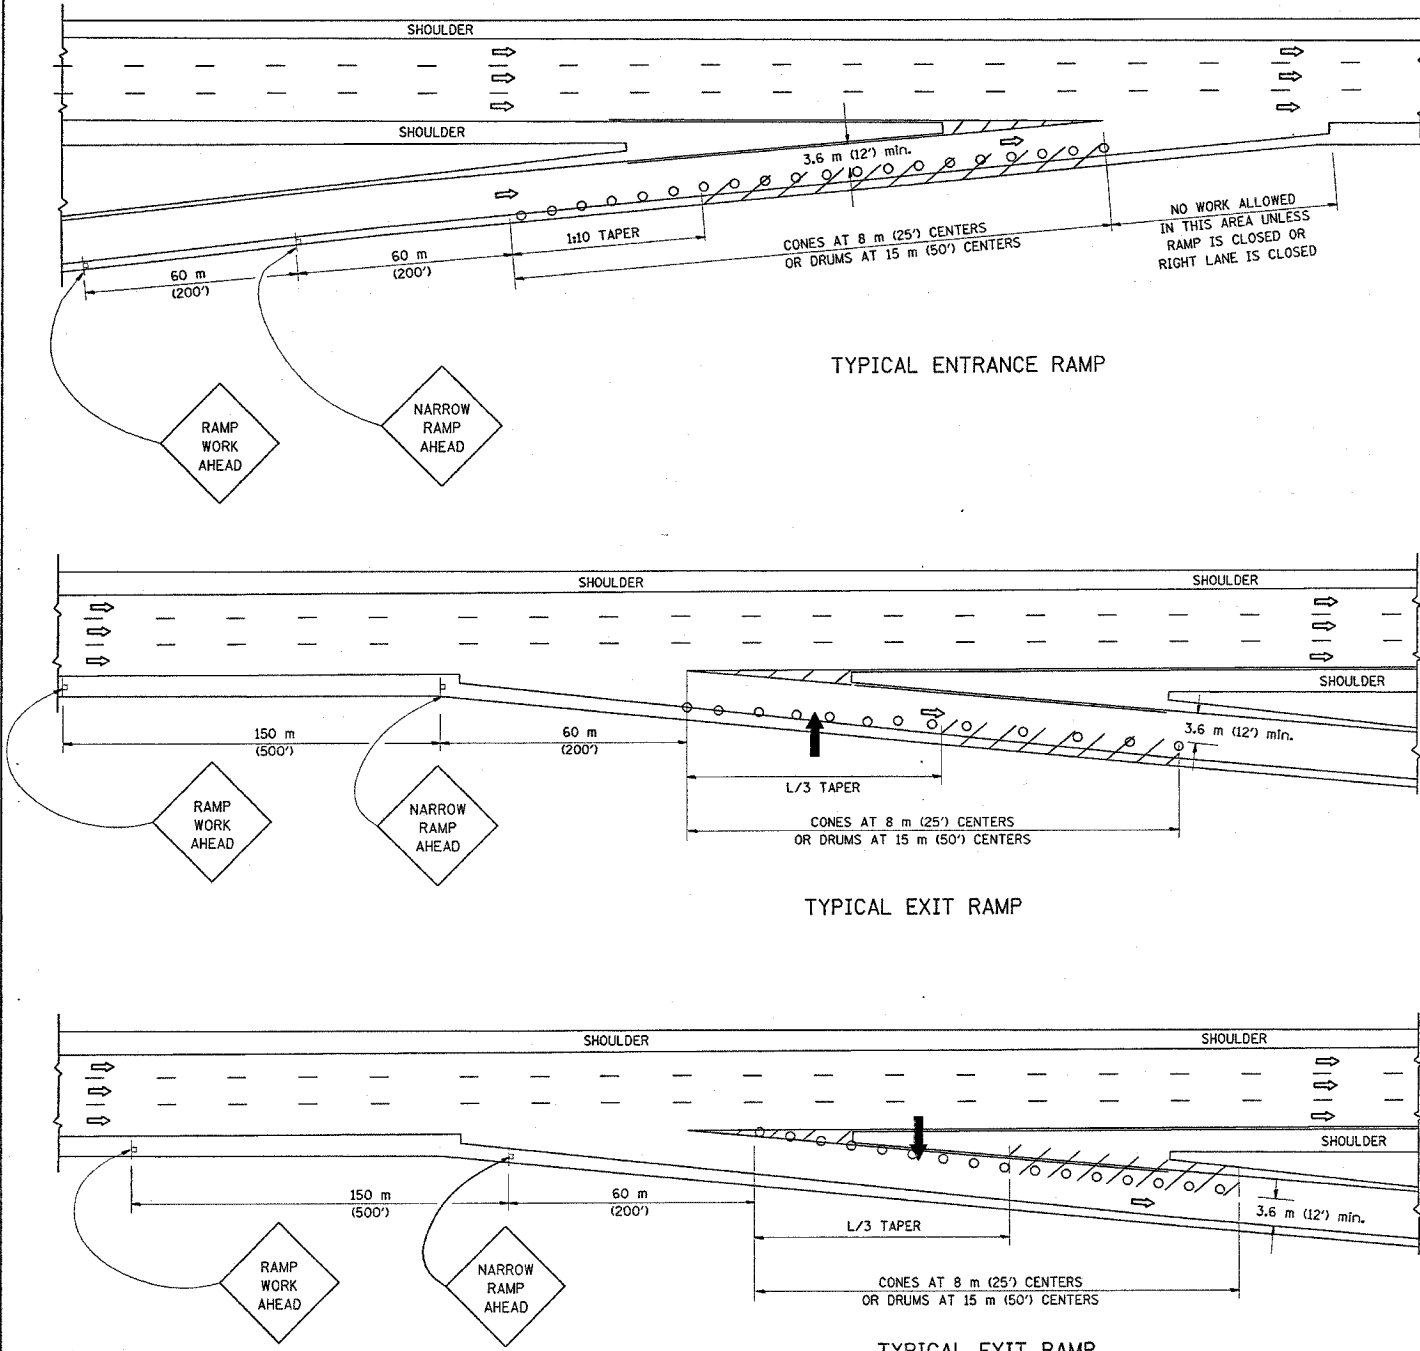 SHOULDER
SHOULDER
3.6 m (12') min.
1:10 TAPER
60 m
(200')
60 m
(200')
CONES AT 8 m (25') CENTERS
OR DRUMS AT 15 m (50') CENTERS
NO WORK ALLOWED
IN THIS AREA UNLESS
RAMP IS CLOSED OR
RIGHT LANE IS CLOSED
TYPICAL ENTRANCE RAMP
RAMP
WORK
AHEAD
NARROW
RAMP
AHEAD
SHOULDER
SHOULDER
SHOULDER
3.6 m (12') min.
150 m
(500')
60 m
(200')
L/3 TAPER
CONES AT 8 m (25') CENTERS
OR DRUMS AT 15 m (50') CENTERS
RAMP
WORK
AHEAD
NARROW
RAMP
AHEAD
TYPICAL EXIT RAMP
SHOULDER
SHOULDER
SHOULDER
150 m
(500')
60 m
(200')
3.6 m (12') min.
L/3 TAPER
CONES AT 8 m (25') CENTERS
OR DRUMS AT 15 m (50') CENTERS
RAMP
WORK
AHEAD
NARROW
RAMP
AHEAD
TYPICAL EXIT RAMP